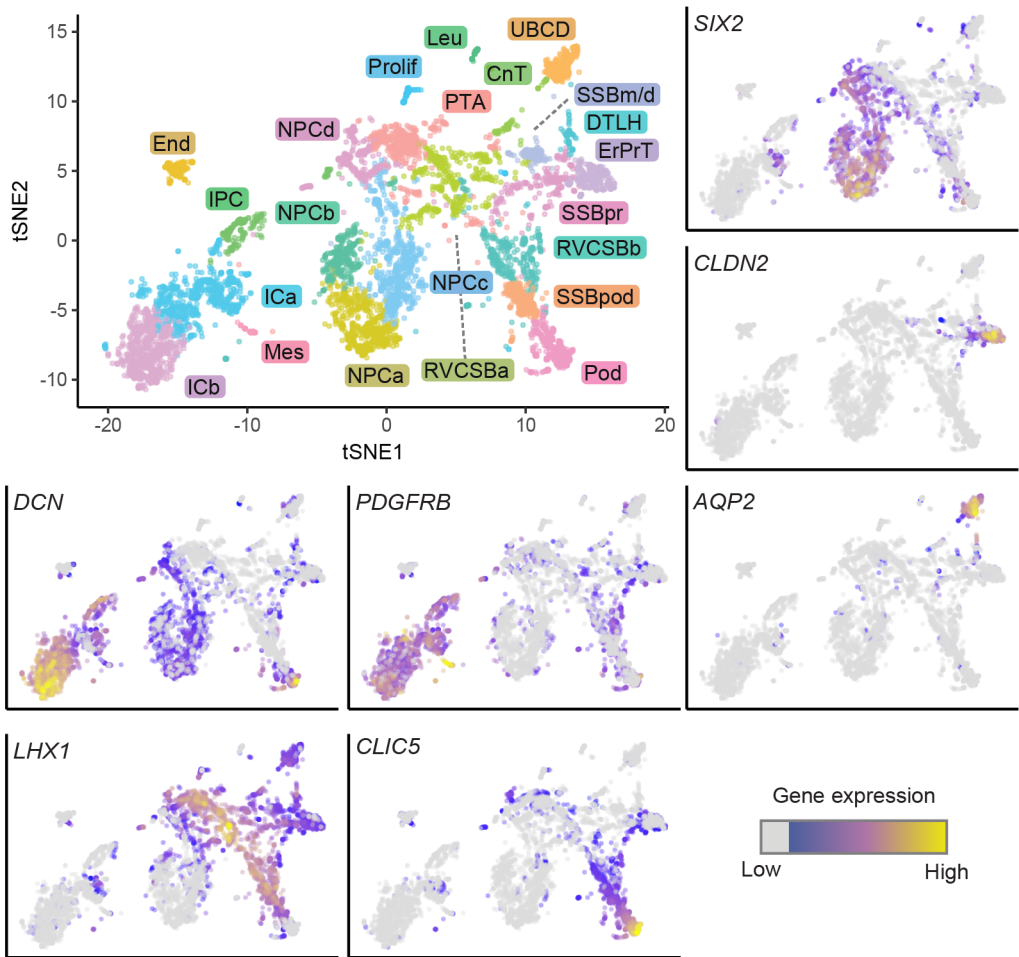 SIX2
UBCD
Leu
Prolif
CnT
SSBm/d
PTA
DTLH
NPCd
End
ErPrT
IPC
NPCb
SSBpr
RVCSBb
NPCc
ICa
SSBpod
Mes
NPCa
RVCSBa
Pod
ICb
tSNE2
15
10
5
0
-5
-10
-20
-10
0
10
20
tSNE1
CLDN2
DCN
PDGFRB
AQP2
LHX1
CLIC5
Gene expression
Low
High